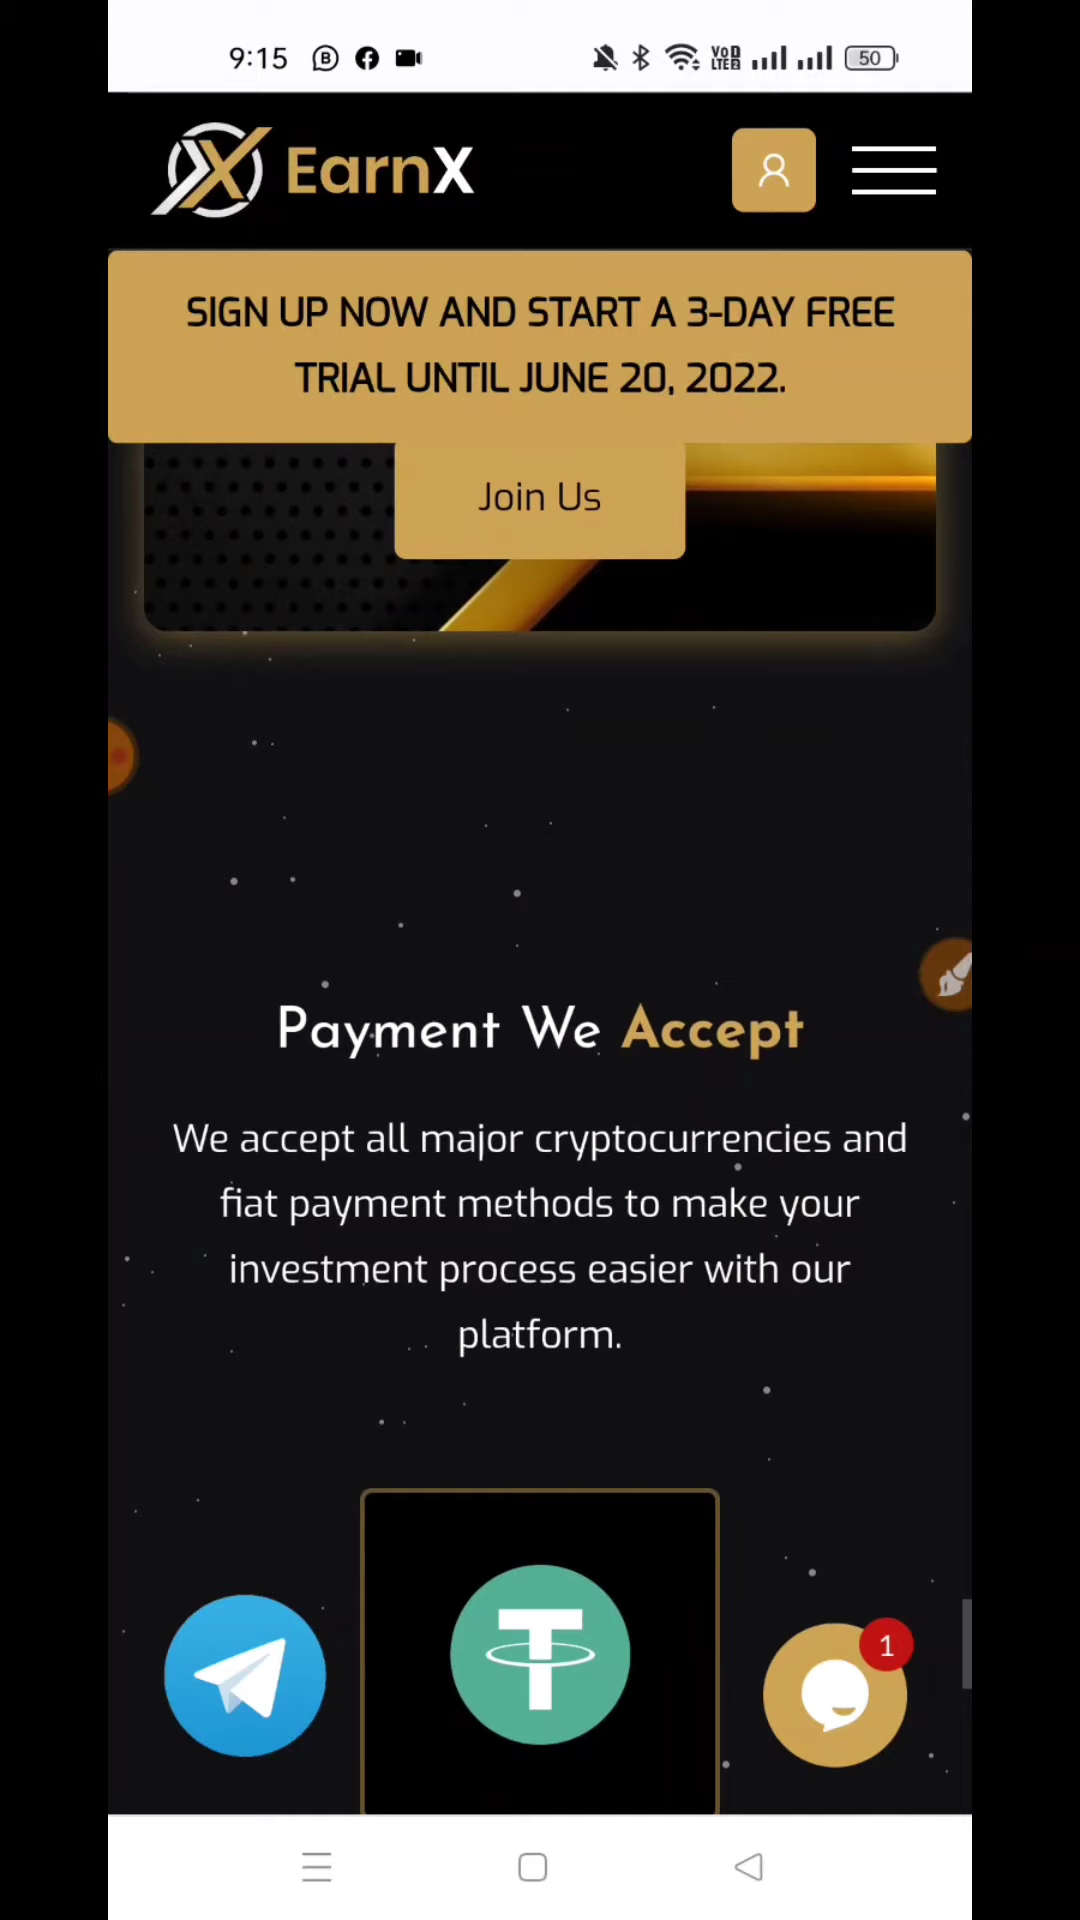 9:15
VoD
LTE2
50
EarnX
SIGN UP NOW AND START A 3-DAY FREE
TRIAL UNTIL JUNE 20, 2022.
Join Us
Payment We Accept
We accept all major cryptocurrencies and
fiat payment methods to make your
investment process easier with our
platform.
1